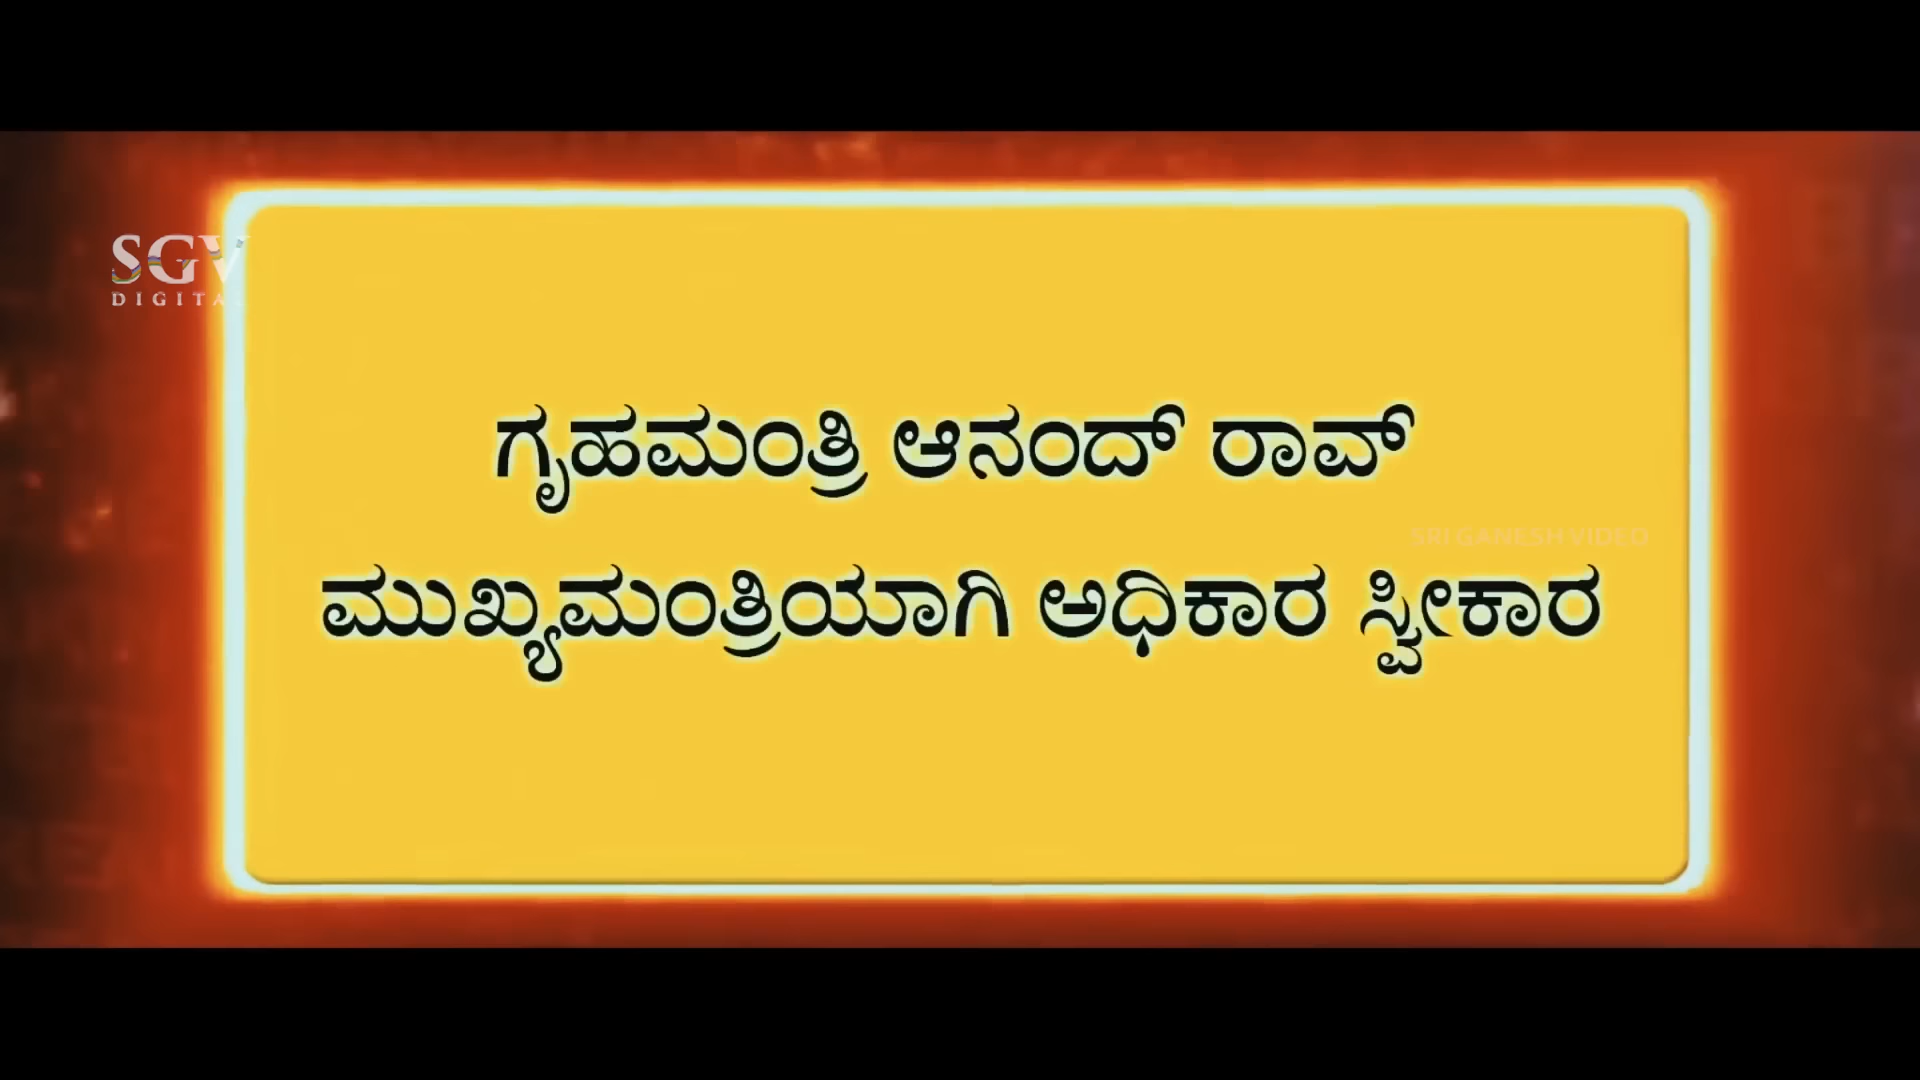 SGV
DIGITAL
ಗೃಹಮಂತ್ರಿ ಆನಂದ್ ರಾವ್
SRI GANESH VIDEO
ಮುಖ್ಯಮಂತ್ರಿಯಾಗಿ ಅಧಿಕಾರ ಸ್ವೀಕಾರ